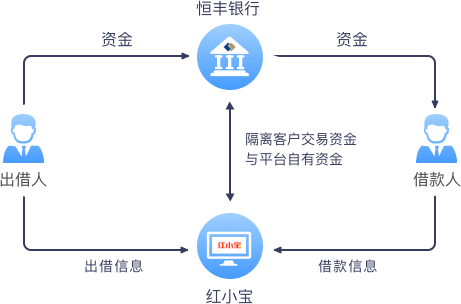 恒丰银行
资金
资金
隔离客户交易资金
与平台自有资金
出借人
借款人
红小宝
出借信息
借款信息
红小宝